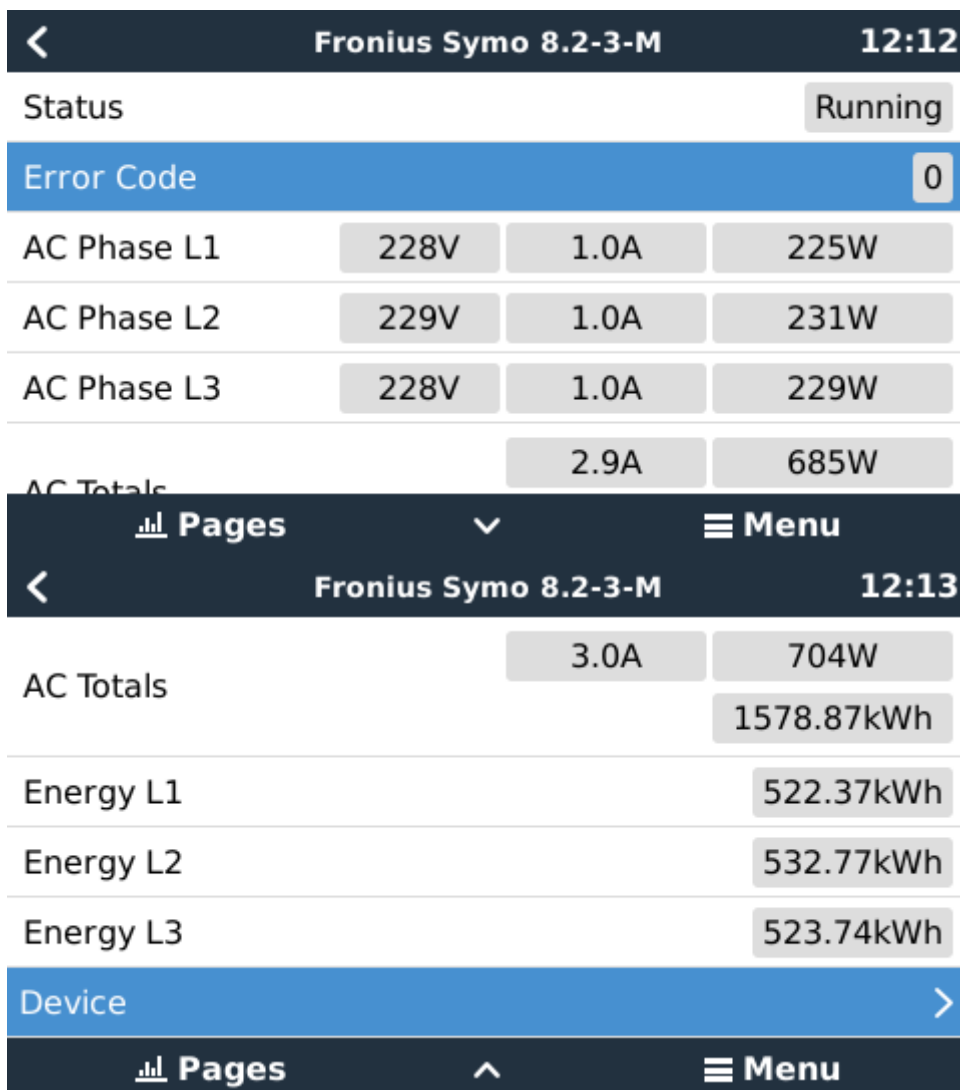 Fronius Symo 8.2-3-M 12:12
Status Running
Error Code 0
AC Phase L1 228V 1.0A 225W
AC Phase L2 229V 1.0A 231W
AC Phase L3 228V 1.0A 229W
AC Totals 2.9A 685W
Pages Menu
Fronius Symo 8.2-3-M 12:13
AC Totals 3.0A 704W
1578.87kWh
Energy L1 522.37kWh
Energy L2 532.77kWh
Energy L3 523.74kWh
Device
Pages Menu